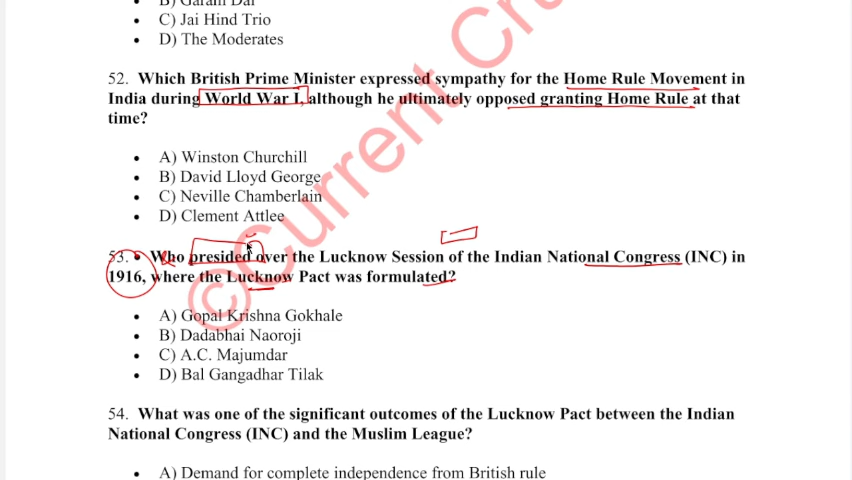 B) Garam Dal
C) Jai Hind Trio
D) The Moderates
52. Which British Prime Minister expressed sympathy for the Home Rule Movement in
India during World War I, although he ultimately opposed granting Home Rule at that
time?
A) Winston Churchill
B) David Lloyd George
C) Neville Chamberlain
D) Clement Attlee
53. Who presided over the Lucknow Session of the Indian National Congress (INC) in
1916, where the Lucknow Pact was formulated?
A) Gopal Krishna Gokhale
B) Dadabhai Naoroji
C) A.C. Majumdar
D) Bal Gangadhar Tilak
54. What was one of the significant outcomes of the Lucknow Pact between the Indian
National Congress (INC) and the Muslim League?
A) Demand for complete independence from British rule
©Current